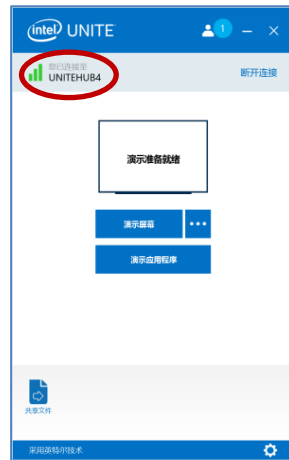 intel UNITE 1
您已连接至
UNITEHUB4 断开连接
演示准备就绪
演示屏幕
演示应用程序
共享文件
采用英特尔技术